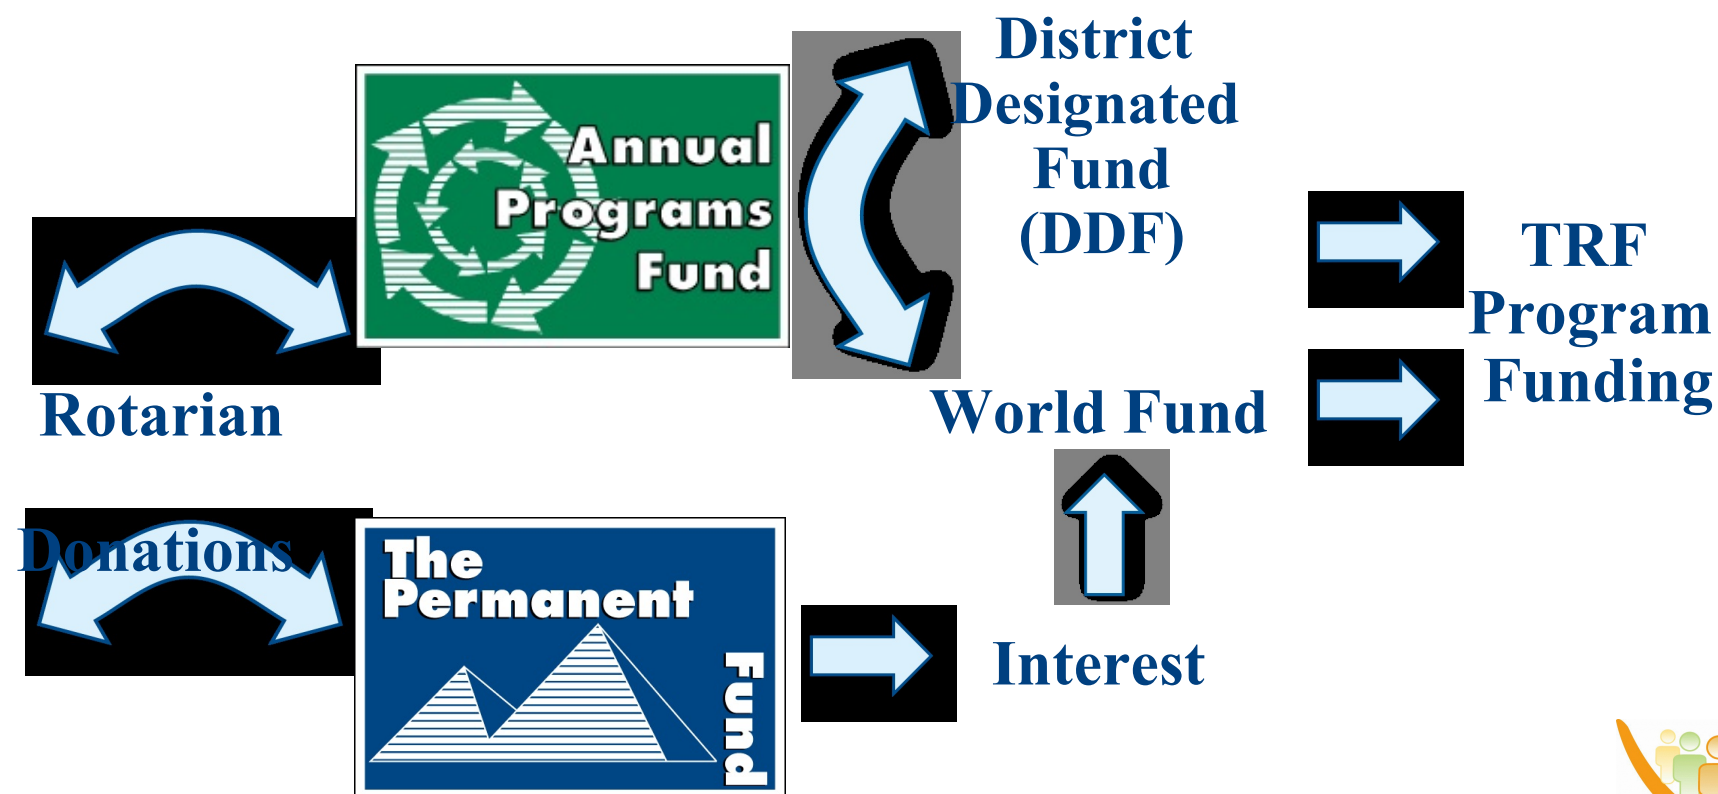 Rotarian
Donations
Annual
Programs
Fund
The
Permanent
Fund
District
Designated
Fund
(DDF)
World Fund
Interest
TRF
Program
Funding